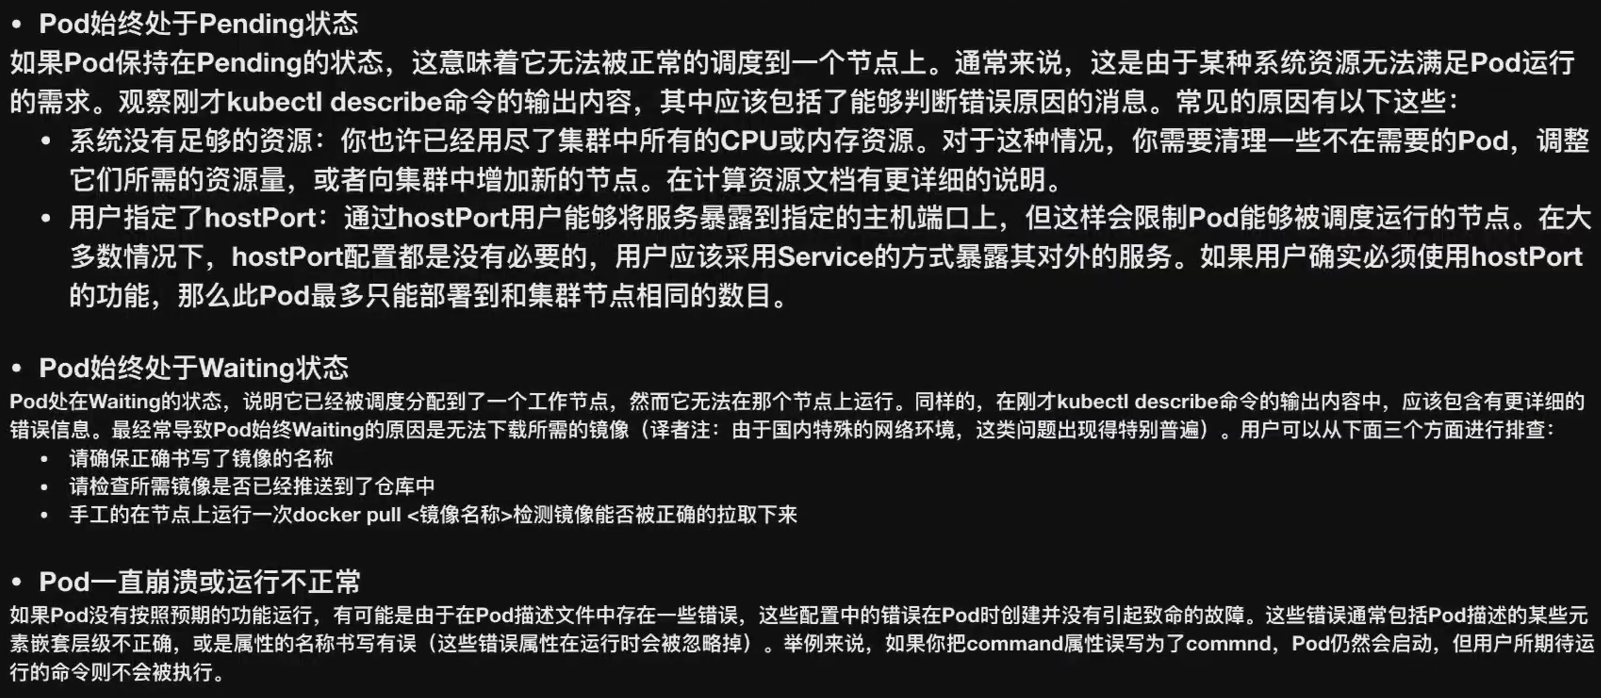 • Pod始终处于Pending状态
如果Pod保持在Pending的状态，这意味着它无法被正常的调度到一个节点上。通常来说，这是由于某种系统资源无法满足Pod运行
的需求。观察刚才kubectl describe命令的输出内容，其中应该包括了能够判断错误原因的消息。常见的原因有以下这些：
• 系统没有足够的资源：你也许已经用尽了集群中所有的CPU或内存资源。对于这种情况，你需要清理一些不在需要的Pod，调整
它们所需的资源量，或者向集群中增加新的节点。在计算资源文档有更详细的说明。
• 用户指定了hostPort：通过hostPort用户能够将服务暴露到指定的主机端口上，但这样会限制Pod能够被调度运行的节点。在大
多数情况下，hostPort配置都是没有必要的，用户应该采用Service的方式暴露其对外的服务。如果用户确实必须使用hostPort
的功能，那么此Pod最多只能部署到和集群节点相同的数目。
• Pod始终处于Waiting状态
Pod处在Waiting的状态，说明它已经被调度分配到了一个工作节点，然而它无法在那个节点上运行。同样的，在刚才kubectl describe命令的输出内容中，应该包含有更详细的
错误信息。最经常导致Pod始终Waiting的原因是无法下载所需的镜像（译者注：由于国内特殊的网络环境，这类问题出现得特别普遍）。用户可以从下面三个方面进行排查：
• 请确保正确书写了镜像的名称
• 请检查所需镜像是否已经推送到了仓库中
• 手工的在节点上运行一次docker pull <镜像名称>检测镜像能否被正确的拉取下来
• Pod一直崩溃或运行不正常
如果Pod没有按照预期的功能运行，有可能是由于在Pod描述文件中存在一些错误，这些配置中的错误在Pod时创建并没有引起致命的故障。这些错误通常包括Pod描述的某些元
素嵌套层级不正确，或是属性的名称书写有误（这些错误属性在运行时会被忽略掉）。举例来说，如果你把command属性误写为了commnd，Pod仍然会启动，但用户所期待运
行的命令则不会被执行。